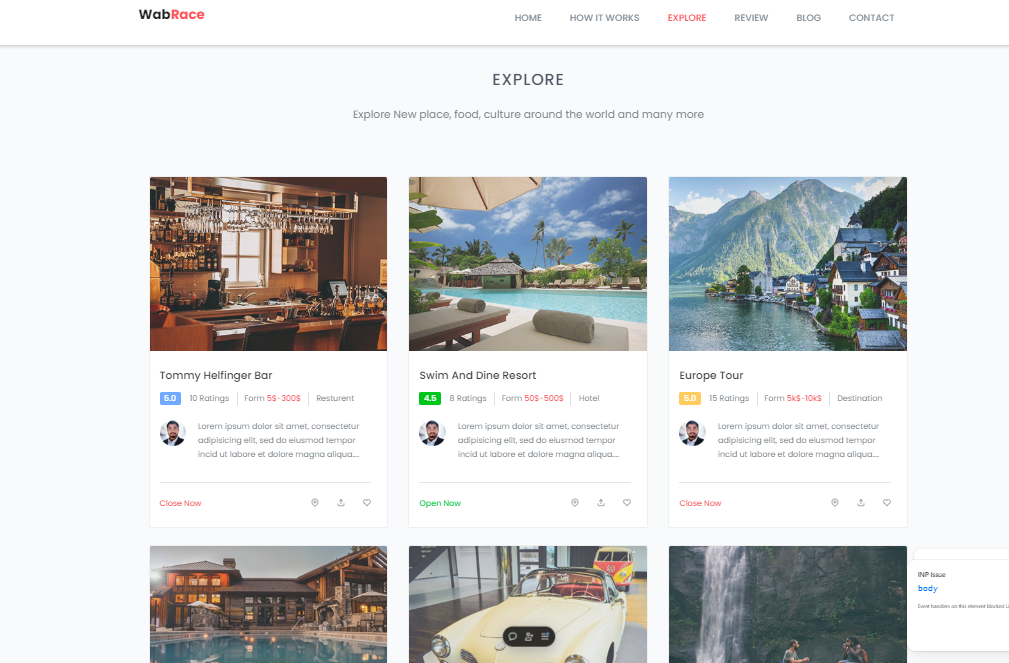 WabRace
HOME HOW IT WORKS EXPLORE REVIEW BLOG CONTACT
EXPLORE
Explore New place, food, culture around the world and many more
Tommy Helfinger Bar
5.0 10 Ratings Form 5$-300$ Resturent
Lorem ipsum dolor sit amet, consectetur
adipisicing elit, sed do eiusmod tempor
incid ut labore et dolore magna aliqua....
Close Now
Swim And Dine Resort
4.5 8 Ratings Form 50$-500$ Hotel
Lorem ipsum dolor sit amet, consectetur
adipisicing elit, sed do eiusmod tempor
incid ut labore et dolore magna aliqua....
Open Now
Europe Tour
5.0 15 Ratings Form 5k$-10k$ Destination
Lorem ipsum dolor sit amet, consectetur
adipisicing elit, sed do eiusmod tempor
incid ut labore et dolore magna aliqua....
Close Now
INP Issue
body
Event handlers on this element blocked U